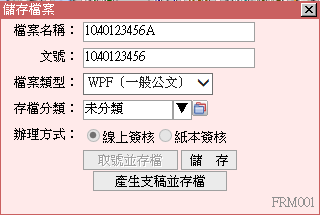 儲存檔案
檔案名稱： 1040123456A
文號： 1040123456
檔案類型： WPF（一般公文）
存檔分類： 未分類
辦理方式： 線上簽核 紙本簽核
取號並存檔 儲 存
產生支稿並存檔
FRM001